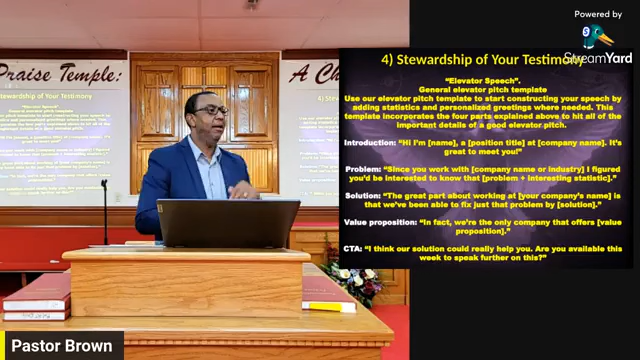 Powered by
StreamYard
Praise Temple:
A Ch
4) Stewardship of Your Testimony
“Elevator Speech”.
General elevator pitch template
Use our elevator pitch template to start constructing your speech by
adding statistics and personalized greetings where needed. This
template incorporates the four parts explained above to hit all of the
important details of a good elevator pitch.
Introduction: “Hi I’m [name], a [position title] at [company name]. It’s
great to meet you!”
Problem: “Since you work with [company name or industry] I figured
you’d be interested to know that [problem + interesting statistic].”
Solution: “The great part about working at [your company’s name] is
that we’ve been able to fix just that problem by [solution].”
Value proposition: “In fact, we’re the only company that offers [value
proposition].”
CTA: “I think our solution could really help you. Are you available this
week to speak further on this?”
Pastor Brown